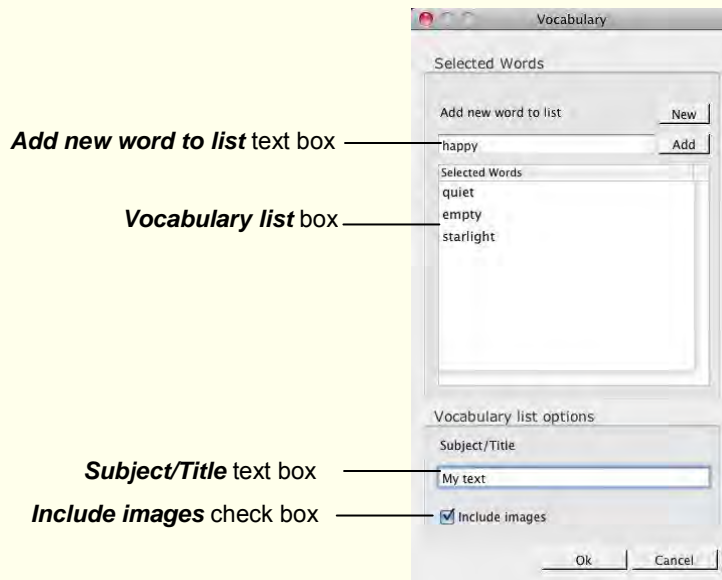 Vocabulary
Selected Words
Add new word to list
New
Add new word to list text box
happy
Add
Selected Words
quiet
Vocabulary list box
empty
starlight
Vocabulary list options
Subject/Title
Subject/Title text box
My text
Include images check box
Include images
Ok
Cancel